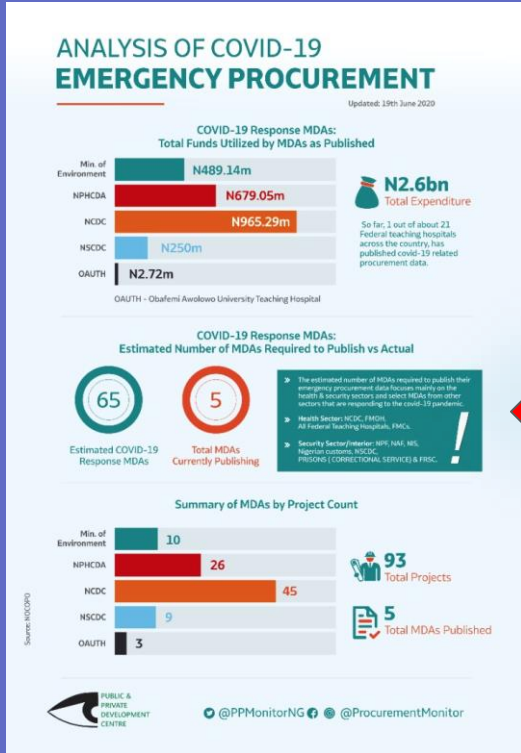 ANALYSIS OF COVID-19
EMERGENCY PROCUREMENT
Updated: 19th June 2020
COVID-19 Response MDAs:
Total Funds Utilized by MDAs as Published
Min. of
Environment
N489.14m
NPHCDA
N679.05m
NCDC
N965.29m
NSCDC
N250m
OAUTH
N2.72m
OAUTH - Obafemi Awolowo University Teaching Hospital
N2.6bn
Total Expenditure
So far, 1 out of about 21
Federal teaching hospitals
across the country, has
published covid-19 related
procurement data.
COVID-19 Response MDAs:
Estimated Number of MDAs Required to Publish vs Actual
65
Estimated COVID-19
Response MDAs
5
Total MDAs
Currently Publishing
» The estimated number of MDAs required to publish their
emergency procurement data focuses mainly on the
health & security sectors and select MDAs from other
sectors that are responding to the covid-19 pandemic.
» Health Sector: NCDC, FMOH,
All Federal Teaching Hospitals, FMCs.
» Security Sector/Interior: NPF, NAF, NIS,
Nigerian customs, NSCDC,
PRISONS ( CORRECTIONAL SERVICE) & FRSC.
!
Summary of MDAs by Project Count
Min. of
Environment
10
NPHCDA
26
NCDC
45
NSCDC
9
OAUTH
3
93
Total Projects
5
Total MDAs Published
Source: NOCOPO
PUBLIC &
PRIVATE
DEVELOPMENT
CENTRE
@PPMonitorNG @ProcurementMonitor